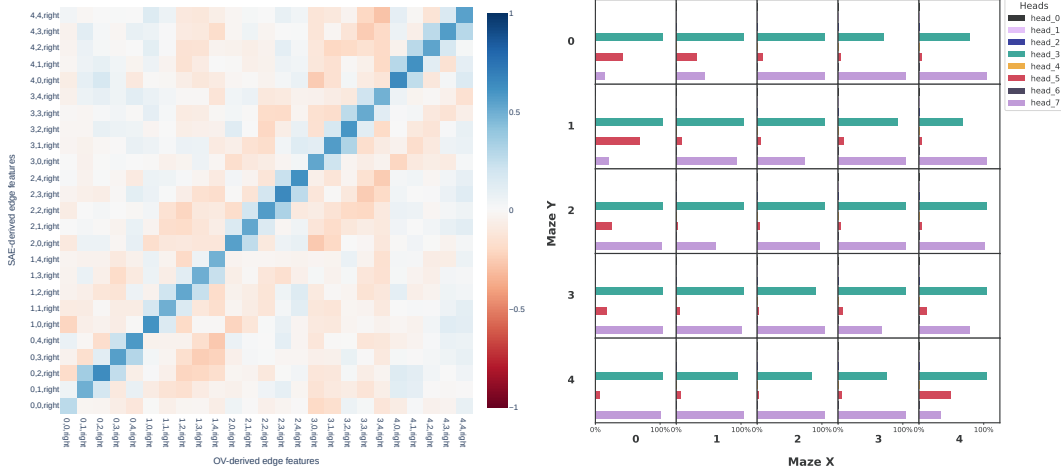 4,4,right
4,3,right
4,2,right
4,1,right
4,0,right
3,4,right
3,3,right
3,2,right
3,1,right
3,0,right
2,4,right
2,3,right
2,2,right
2,1,right
2,0,right
1,4,right
1,3,right
1,2,right
1,1,right
1,0,right
0,4,right
0,3,right
0,2,right
0,1,right
0,0,right
SAE-derived edge features
0,0,right
0,1,right
0,2,right
0,3,right
0,4,right
1,0,right
1,1,right
1,2,right
1,3,right
1,4,right
2,0,right
2,1,right
2,2,right
2,3,right
2,4,right
3,0,right
3,1,right
3,2,right
3,3,right
3,4,right
4,0,right
4,1,right
4,2,right
4,3,right
4,4,right
OV-derived edge features
1
0.5
0
−0.5
−1
Maze Y
0
1
2
3
4
0% 100%0% 100%0% 100%0% 100%0% 100%
0 1 2 3 4
Maze X
Heads
head_0
head_1
head_2
head_3
head_4
head_5
head_6
head_7